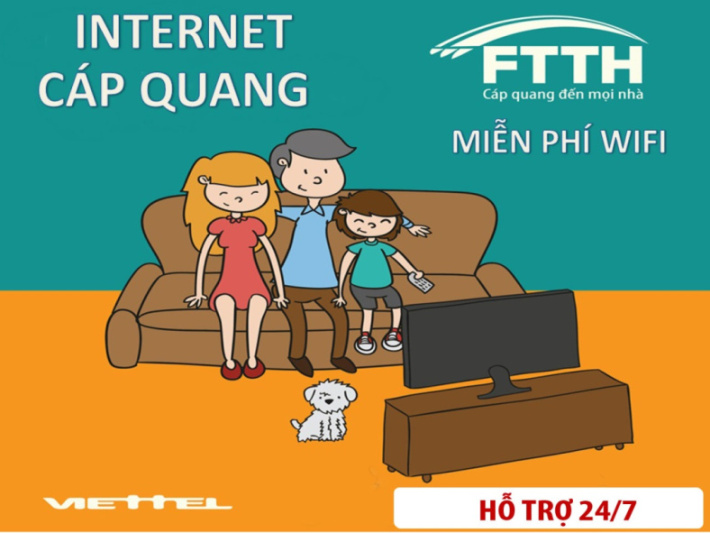 INTERNET
CÁP QUANG
FTTH
Cáp quang đến mọi nhà
MIỄN PHÍ WIFI
VIETTEL
HỖ TRỢ 24/7